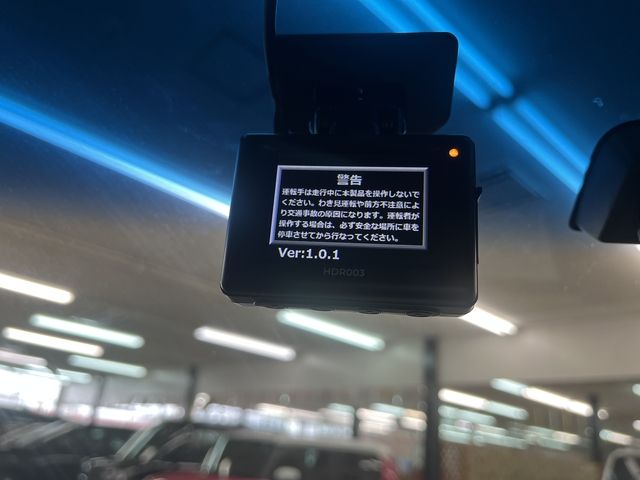 警告
運転手は走行中に本製品を操作しないで
ください。わき見運転や前方不注意によ
り交通事故の原因になります。運転者が
操作する場合は、必ず安全な場所に車を
停車させてから行なってください。
Ver:1.0.1
HDR003